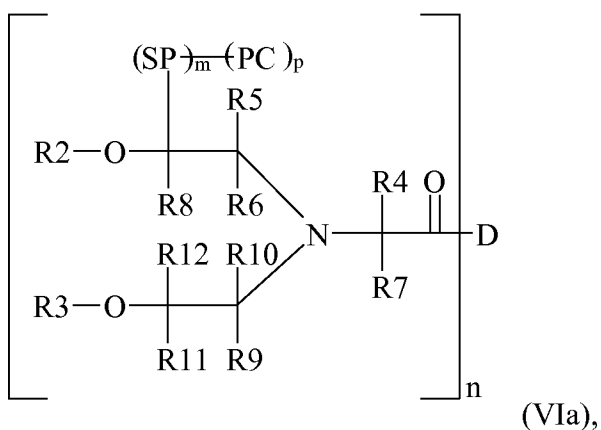 (SP)m(PC)p
R5
R2 O
R8 R6 R4 O
N D
R12 R10 R7
R3 O
R11 R9
n
(VIa),